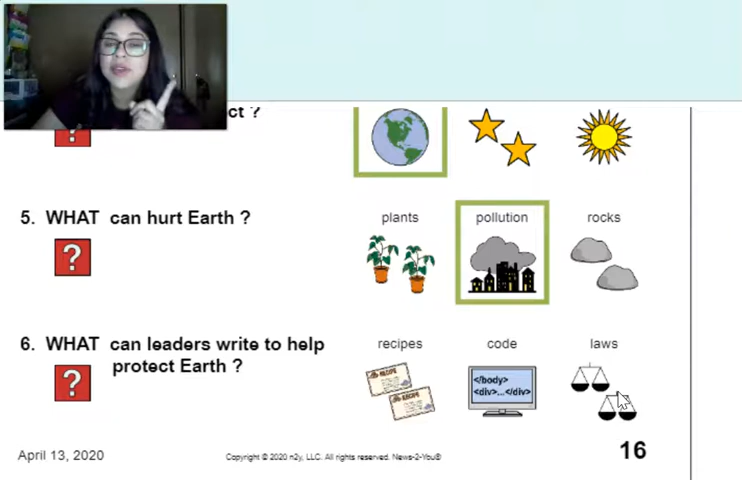 ct ?
5. WHAT can hurt Earth ?
plants
pollution
rocks
6. WHAT can leaders write to help
protect Earth ?
recipes
code
laws
RECIPE
RECIPE
</body>
<div>...</div>
?
?
?
April 13, 2020
Copyright © 2020 n2y, LLC. All rights reserved. News-2-You®
16